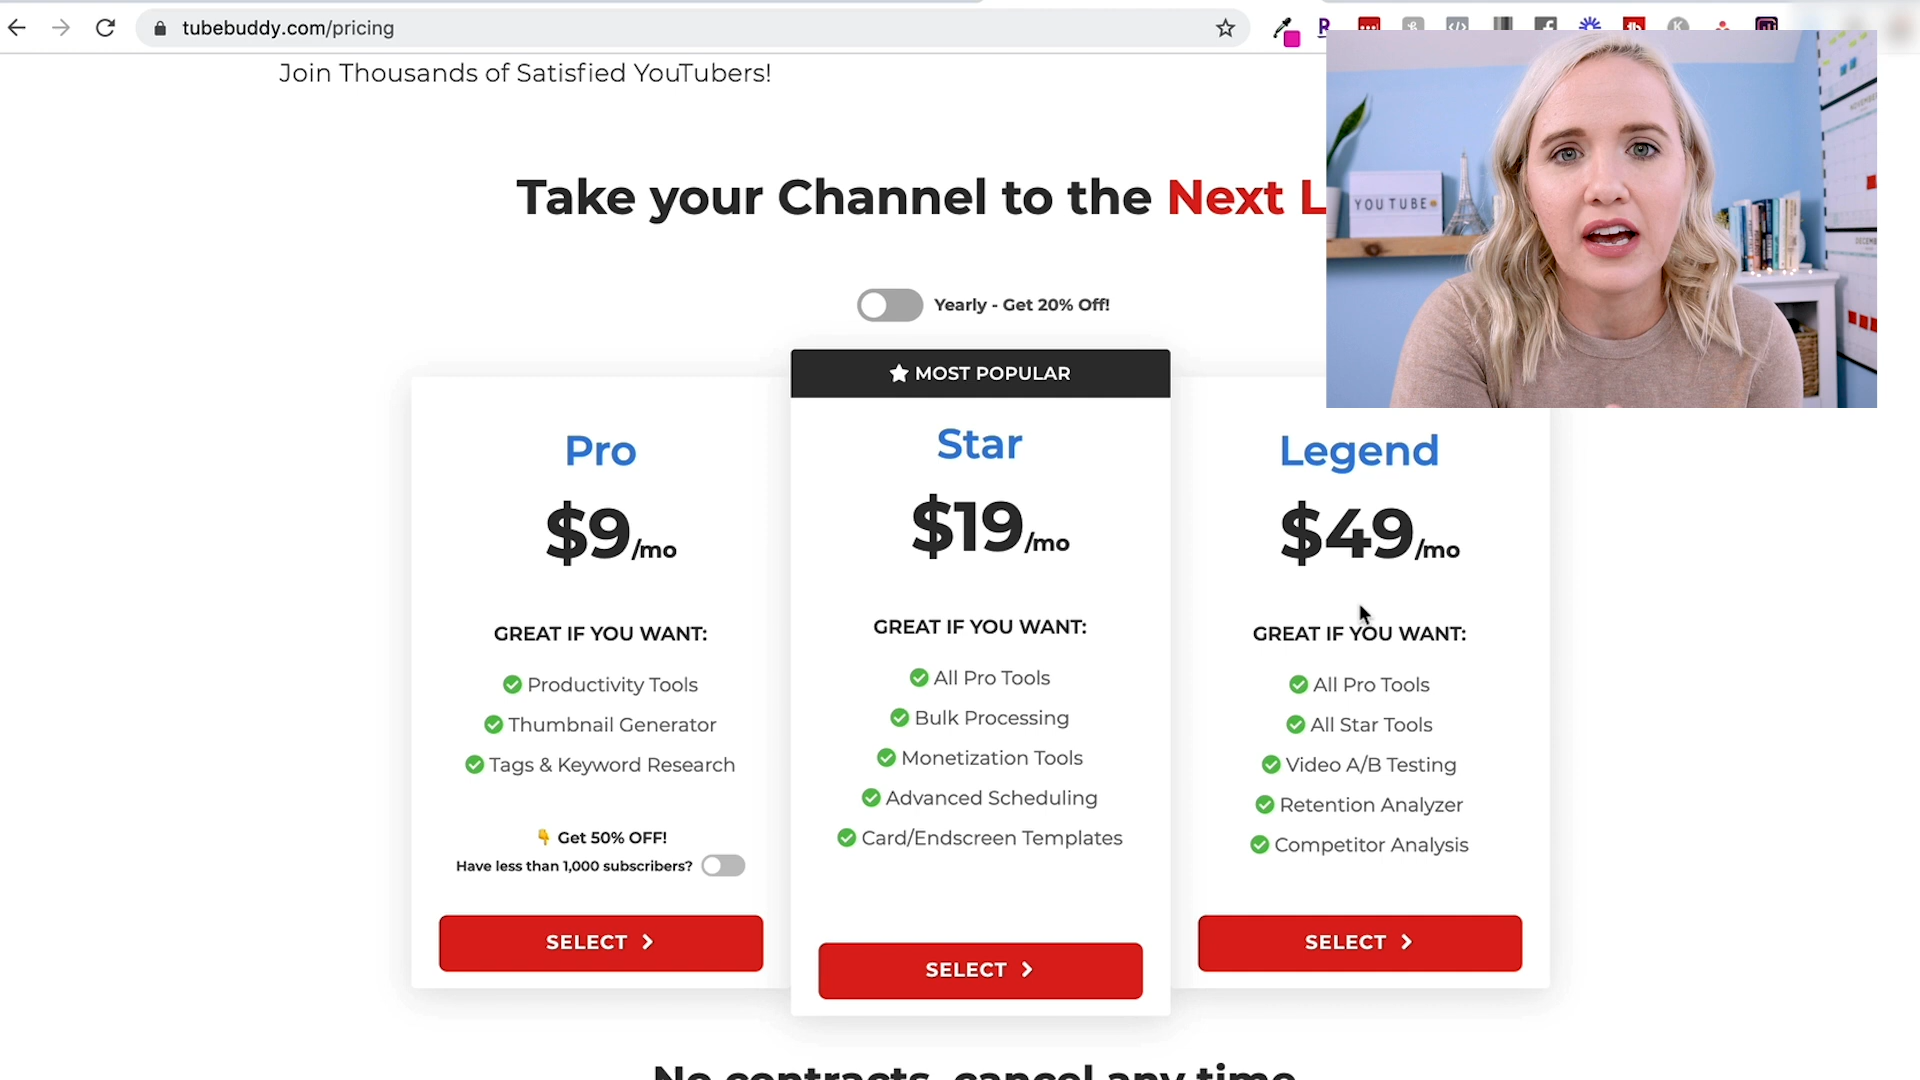 tubebuddy.com/pricing
Join Thousands of Satisfied YouTubers!
Take your Channel to the Next L
Yearly - Get 20% Off!
MOST POPULAR
Pro
$9/mo
GREAT IF YOU WANT:
Productivity Tools
Thumbnail Generator
Tags & Keyword Research
Get 50% OFF!
Have less than 1,000 subscribers?
SELECT
Star
$19/mo
GREAT IF YOU WANT:
All Pro Tools
Bulk Processing
Monetization Tools
Advanced Scheduling
Card/Endscreen Templates
SELECT
Legend
$49/mo
GREAT IF YOU WANT:
All Pro Tools
All Star Tools
Video A/B Testing
Retention Analyzer
Competitor Analysis
SELECT
No contracts, cancel any time
YOUTUBE